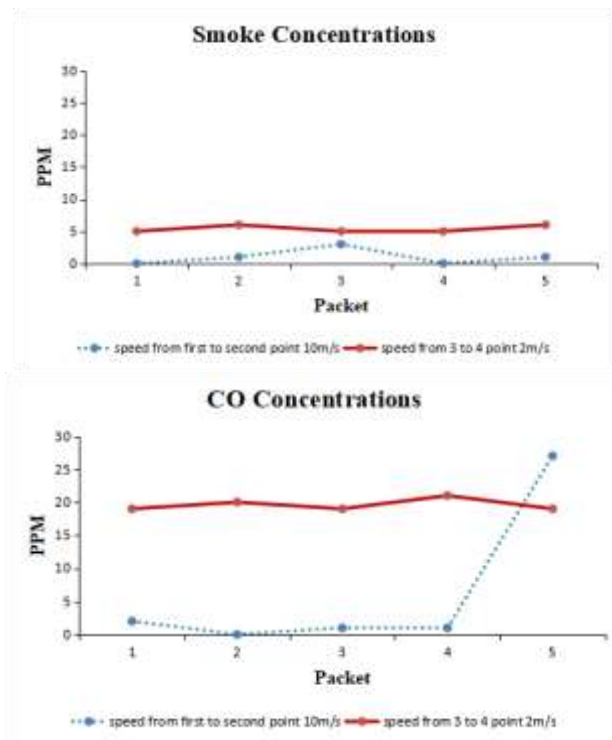 Smoke Concentrations
30
25
20
15
10
5
0
PPM
1 2 3 4 5
Packet
speed from first to second point 10m/s speed from 3 to 4 point 2m/s
CO Concentrations
30
25
20
15
10
5
0
PPM
1 2 3 4 5
Packet
speed from first to second point 10m/s speed from 3 to 4 point 2m/s